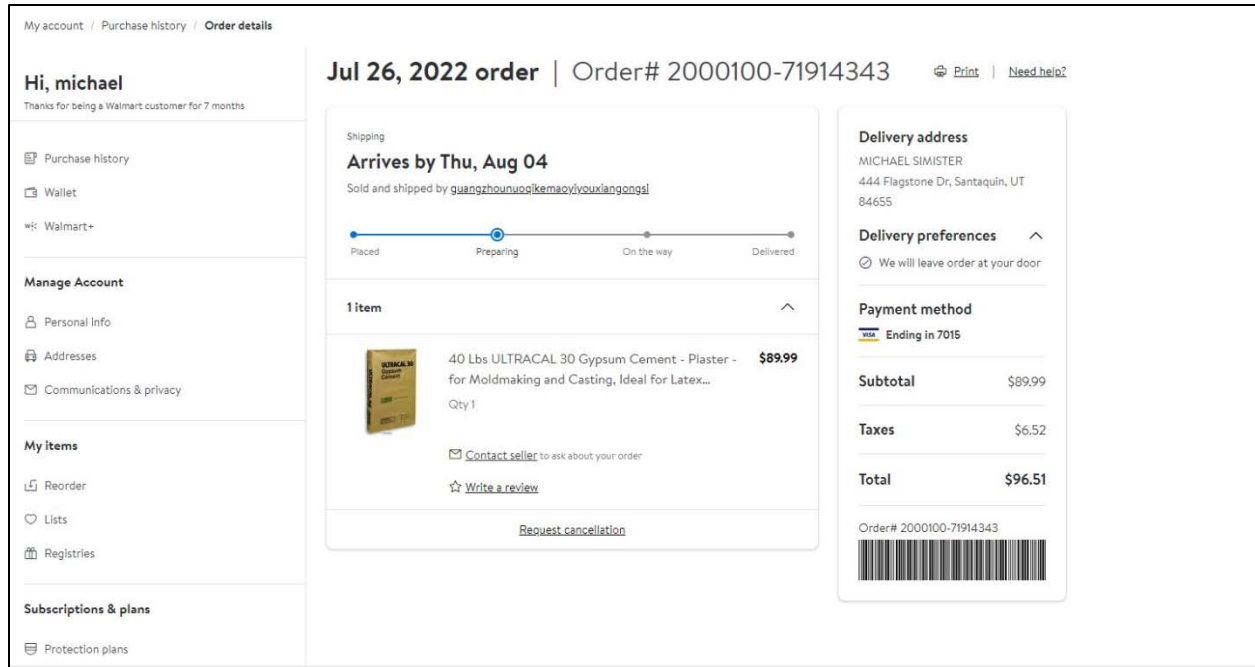 My account / Purchase history / Order details
Hi, michael
Thanks for being a Walmart customer for 7 months
Purchase history
Wallet
Walmart+
Manage Account
Personal info
Addresses
Communications & privacy
My items
Reorder
Lists
Registries
Subscriptions & plans
Protection plans
Jul 26, 2022 order | Order# 2000100-71914343
Print | Need help?
Shipping
Arrives by Thu, Aug 04
Sold and shipped by guangzhounuoqikemaoyiyouxiangongsi
Placed Preparing On the way Delivered
1 item
40 Lbs ULTRACAL 30 Gypsum Cement - Plaster - $89.99
for Moldmaking and Casting, Ideal for Latex...
Qty 1
ULTRACAL 30
Gypsum
Cement
Contact seller to ask about your order
Write a review
Request cancellation
Delivery address
MICHAEL SIMISTER
444 Flagstone Dr, Santaquin, UT
84655
Delivery preferences
We will leave order at your door
Payment method
VISA Ending in 7015
Subtotal $89.99
Taxes $6.52
Total $96.51
Order# 2000100-71914343